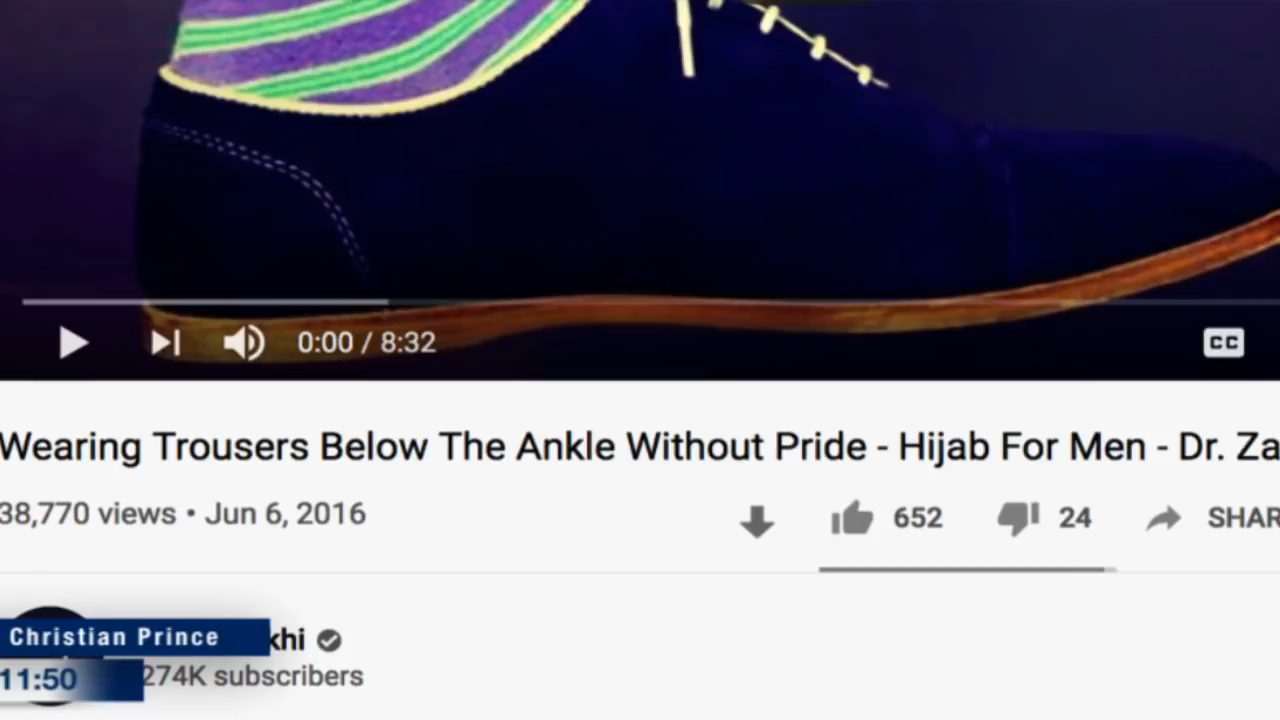 0:00 / 8:32
CC
Wearing Trousers Below The Ankle Without Pride - Hijab For Men - Dr. Za
38,770 views • Jun 6, 2016
652
24
SHAR
Christian Prince
khi
11:50
274K subscribers